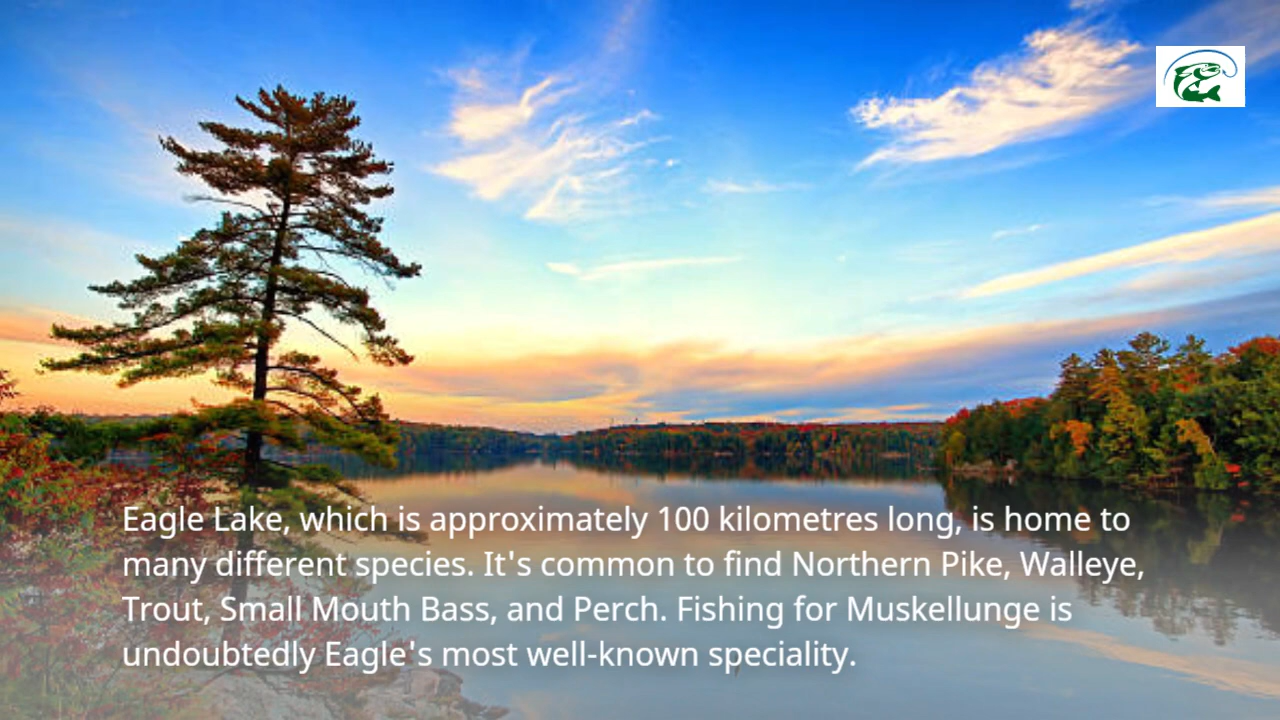 Eagle Lake, which is approximately 100 kilometres long, is home to
many different species. It's common to find Northern Pike, Walleye,
Trout, Small Mouth Bass, and Perch. Fishing for Muskellunge is
undoubtedly Eagle's most well-known speciality.